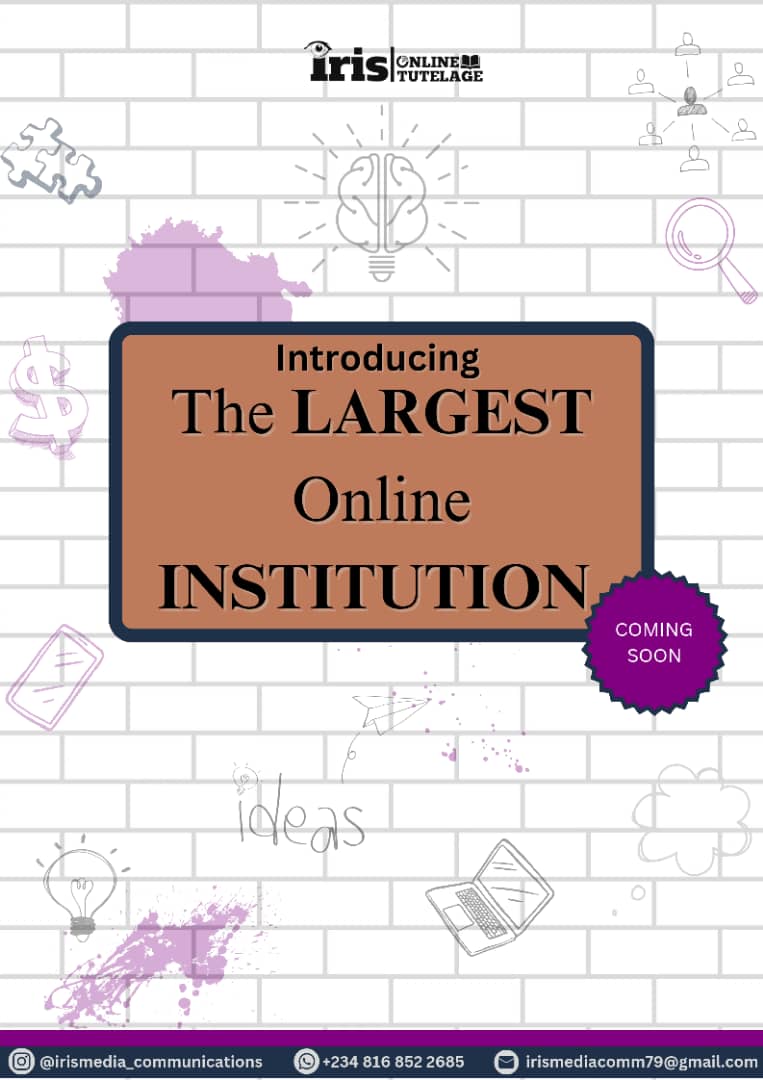 iris ONLINE
TUTELAGE
Introducing
The LARGEST
Online
INSTITUTION
COMING
SOON
ideas
@irismedia_communications +234 816 852 2685 irismediacomm79@gmail.com